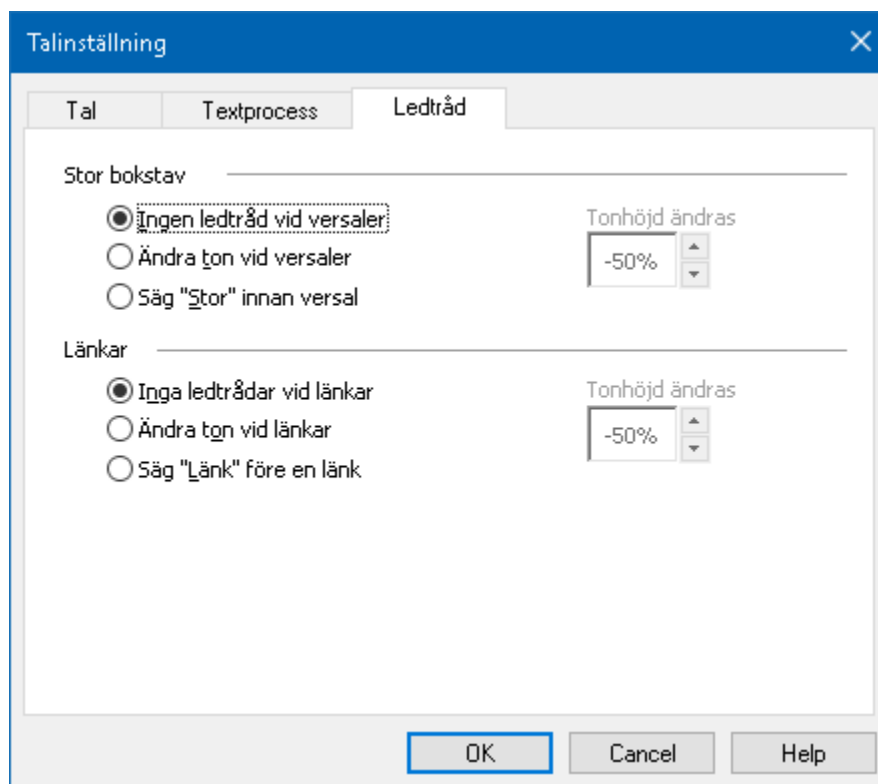 Talinställning
Tal Textprocess Ledtråd
Stor bokstav
Ingen ledtråd vid versaler Tonhöjd ändras
Ändra ton vid versaler -50%
Säg "Stor" innan versal
Länkar
Inga ledtrådar vid länkar Tonhöjd ändras
Ändra ton vid länkar -50%
Säg "Länk" före en länk
OK Cancel Help